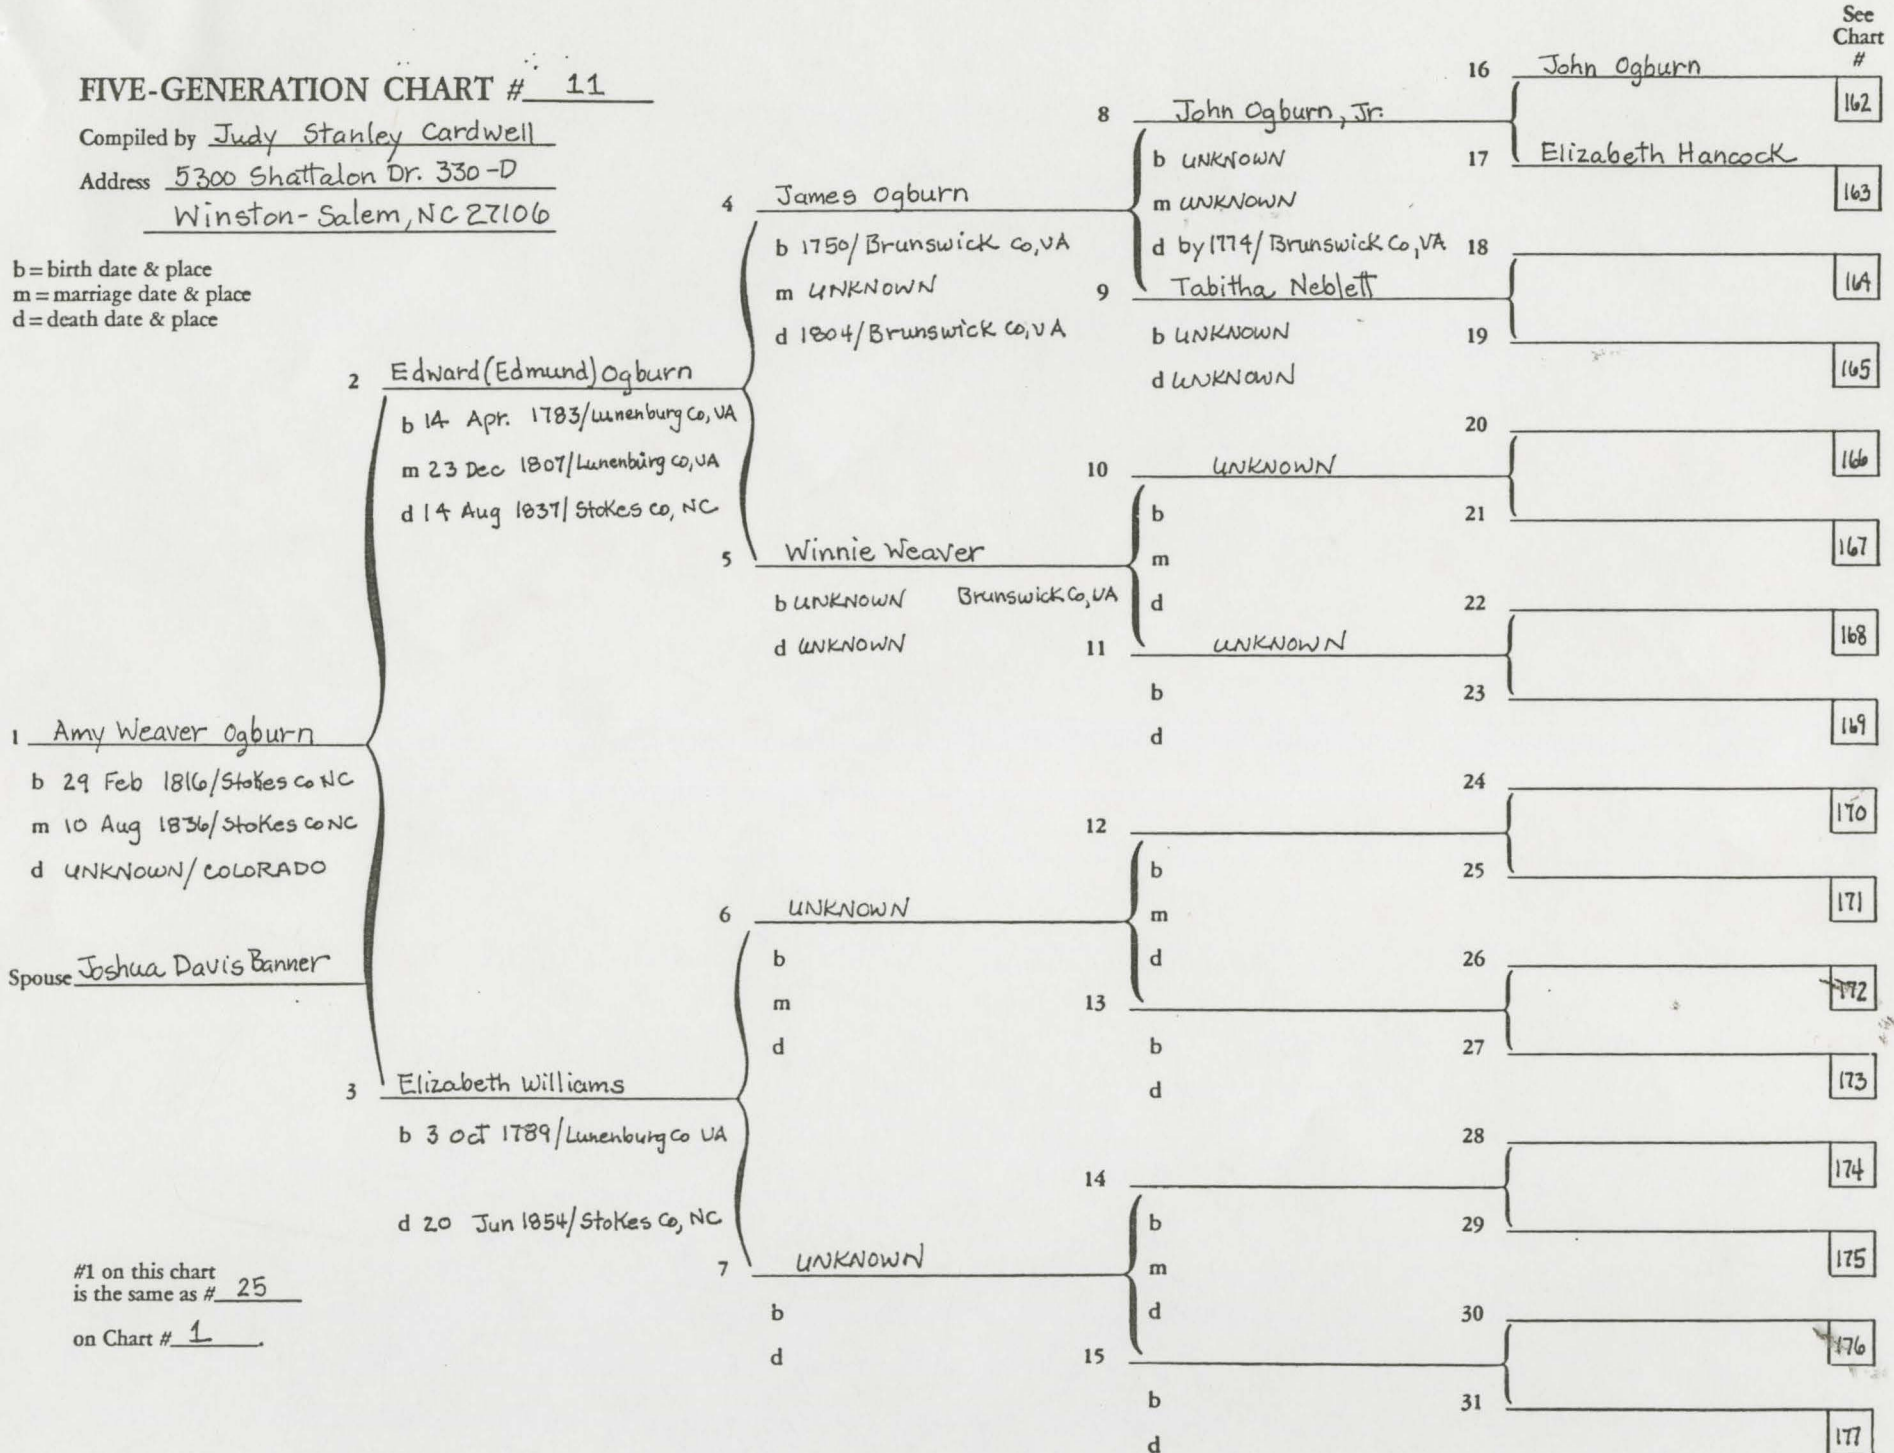 See
Chart
#
FIVE-GENERATION CHART # 11
Compiled by Judy Stanley Cardwell
Address 5300 Shattalon Dr. 330-D
Winston-Salem, NC 27106
b = birth date & place
m = marriage date & place
d = death date & place
1 Amy Weaver Ogburn
b 29 Feb 1816/Stokes Co NC
m 10 Aug 1836/Stokes Co NC
d UNKNOWN/COLORADO
Spouse Joshua Davis Banner
#1 on this chart
is the same as # 25
on Chart # 1.
2 Edward (Edmund) Ogburn
b 14 Apr. 1783/Lunenburg Co, VA
m 23 Dec 1807/Lunenburg Co, VA
d 14 Aug 1837/Stokes Co, NC
3 Elizabeth Williams
b 3 Oct 1789/Lunenburg Co VA
d 20 Jun 1854/Stokes Co, NC
4 James Ogburn
b 1750/Brunswick Co, VA
m UNKNOWN
d 1804/Brunswick Co, VA
5 Winnie Weaver
b UNKNOWN Brunswick Co, VA
d UNKNOWN
6 UNKNOWN
b
m
d
7 UNKNOWN
b
d
8 John Ogburn, Jr.
b UNKNOWN
m UNKNOWN
d by 1774/Brunswick Co, VA
9 Tabitha Neblett
b UNKNOWN
d UNKNOWN
10 UNKNOWN
b
m
d
11 UNKNOWN
b
d
12
b
m
d
13
b
d
14
b
m
d
15
b
d
16 John Ogburn
162
17 Elizabeth Hancock
163
18
164
19
165
20
166
21
167
22
168
23
169
24
170
25
171
26
172
27
173
28
174
29
175
30
176
31
177